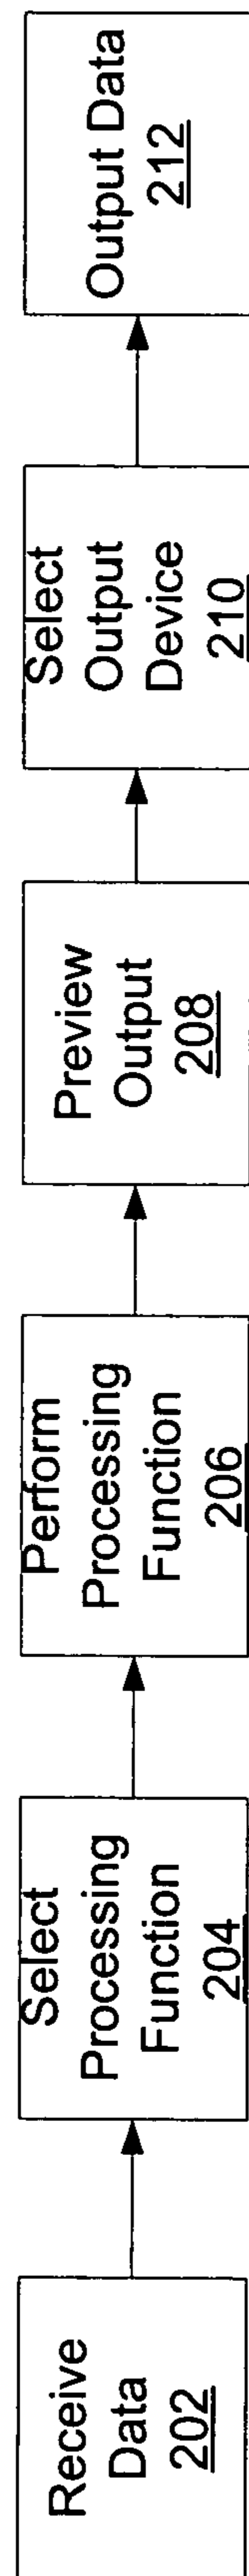 Receive
Data
202
Select
Processing
Function
204
Perform
Processing
Function
206
Preview
Output
208
Select
Output
Device
210
Output Data
212